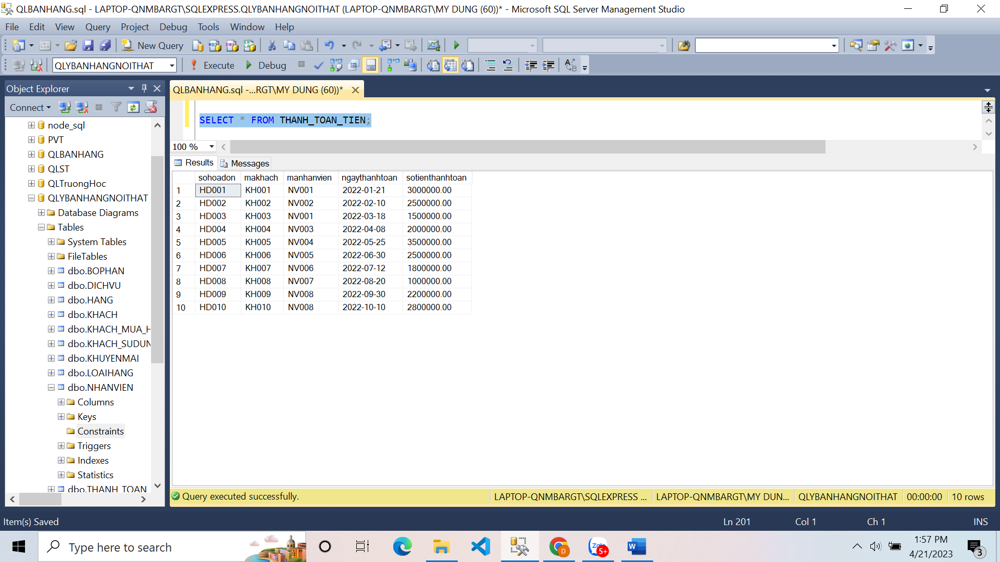 QLBANHANG.sql - LAPTOP-QNMBARGT\SQLEXPRESS.QLYBANHANGNOITHAT (LAPTOP-QNMBARGT\MY DUNG (60))* - Microsoft SQL Server Management Studio
File Edit View Query Project Debug Tools Window Help
New Query
QLYBANHANGNOITHAT Execute Debug
Object Explorer
Connect
node_sql
PVT
QLBANHANG
QLST
QLTruongHoc
QLYBANHANGNOITHAT
Database Diagrams
Tables
System Tables
FileTables
dbo.BOPHAN
dbo.DICHVU
dbo.HANG
dbo.KHACH
dbo.KHACH_MUA_H
dbo.KHACH_SUDUN
dbo.KHUYENMAI
dbo.LOAIHANG
dbo.NHANVIEN
Columns
Keys
Constraints
Triggers
Indexes
Statistics
dbo.THANH_TOAN
QLBANHANG.sql -...RGT\MY DUNG (60))*
SELECT * FROM THANH_TOAN_TIEN;
100 %
Results Messages
sohoadon makhach manhanvien ngaythanhtoan sotienthanhtoan
1 HD001 KH001 NV001 2022-01-21 3000000.00
2 HD002 KH002 NV002 2022-02-10 2500000.00
3 HD003 KH003 NV001 2022-03-18 1500000.00
4 HD004 KH004 NV003 2022-04-08 2000000.00
5 HD005 KH005 NV004 2022-05-25 3500000.00
6 HD006 KH006 NV005 2022-06-30 2500000.00
7 HD007 KH007 NV006 2022-07-12 1800000.00
8 HD008 KH008 NV007 2022-08-20 1000000.00
9 HD009 KH009 NV008 2022-09-30 2200000.00
10 HD010 KH010 NV008 2022-10-10 2800000.00
Query executed successfully. LAPTOP-QNMBARGT\SQLEXPRESS ... LAPTOP-QNMBARGT\MY DUN... QLYBANHANGNOITHAT 00:00:00 10 rows
Item(s) Saved Ln 201 Col 1 Ch 1 INS
Type here to search
D
Zalo
5+
W
1:57 PM
4/21/2023
3